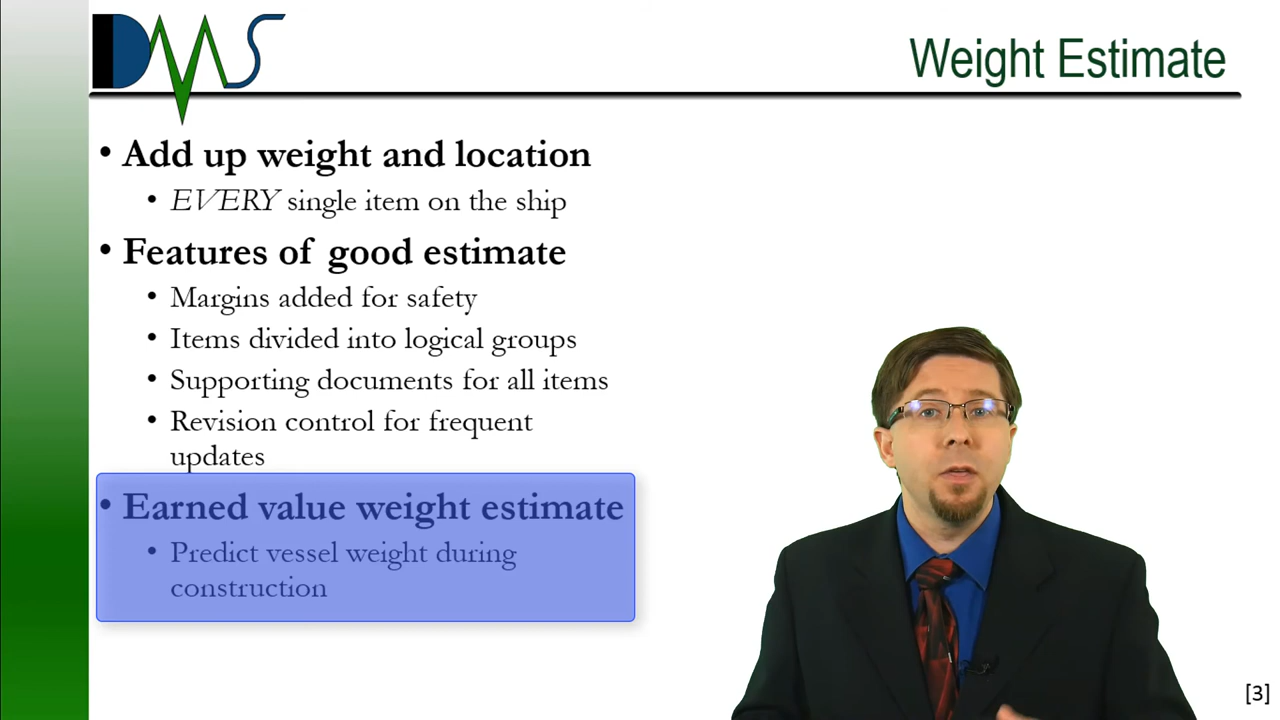 DMS
Weight Estimate
• Add up weight and location
• EVERY single item on the ship
• Features of good estimate
• Margins added for safety
• Items divided into logical groups
• Supporting documents for all items
• Revision control for frequent
updates
• Earned value weight estimate
• Predict vessel weight during
construction
[3]